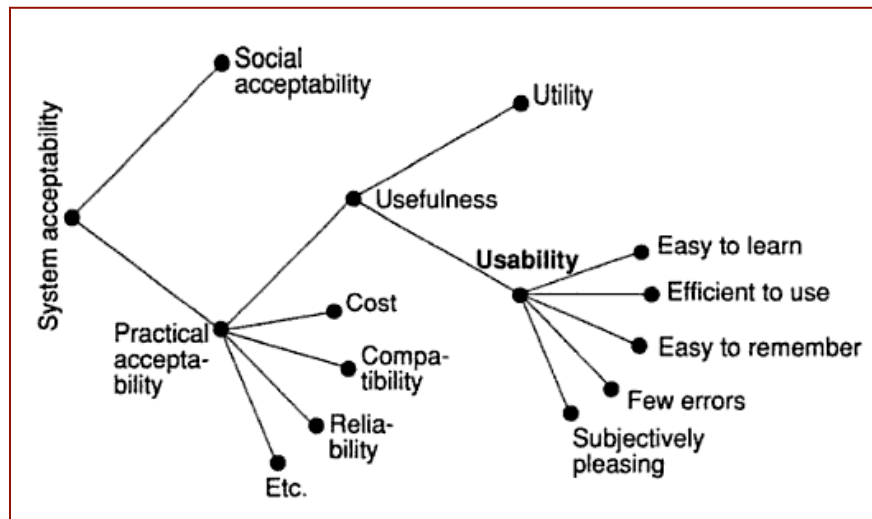 System acceptability
Social
acceptability
Utility
Usefulness
Usability
Easy to learn
Efficient to use
Easy to remember
Few errors
Subjectively
pleasing
Practical
accepta-
bility
Cost
Compa-
tibility
Relia-
bility
Etc.